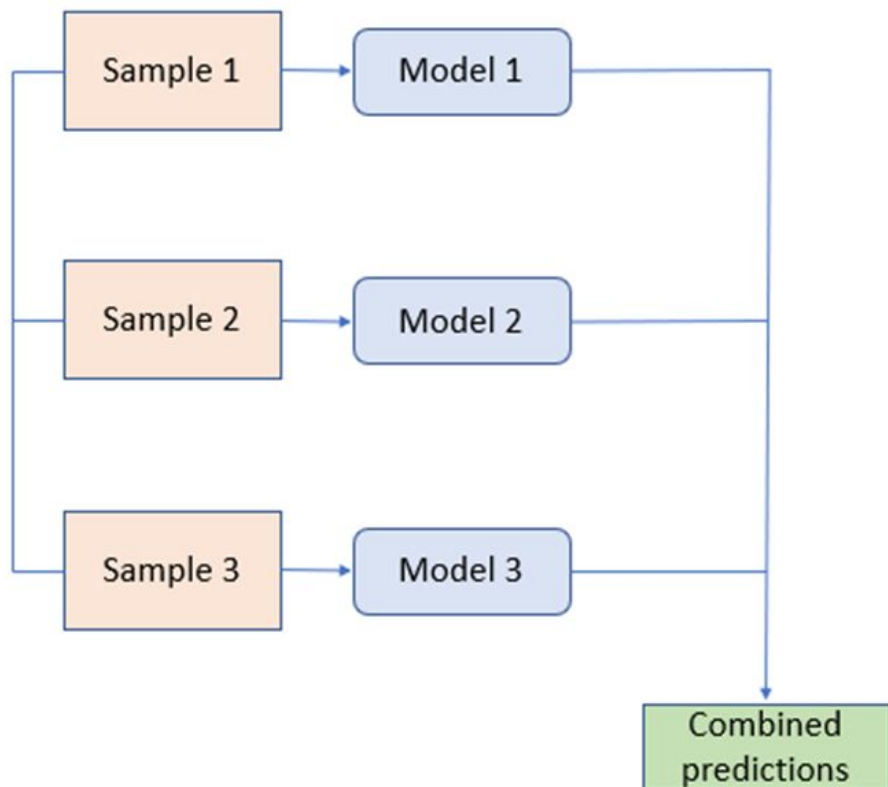 Sample 1
Model 1
Sample 2
Model 2
Sample 3
Model 3
Combined
predictions